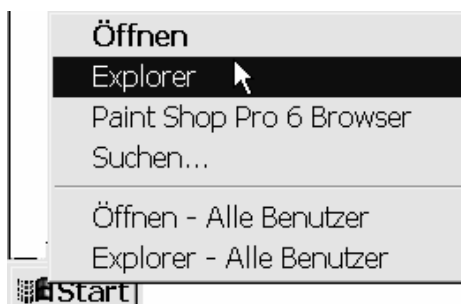 Öffnen
Explorer
Paint Shop Pro 6 Browser
Suchen...
Öffnen - Alle Benutzer
Explorer - Alle Benutzer
Start